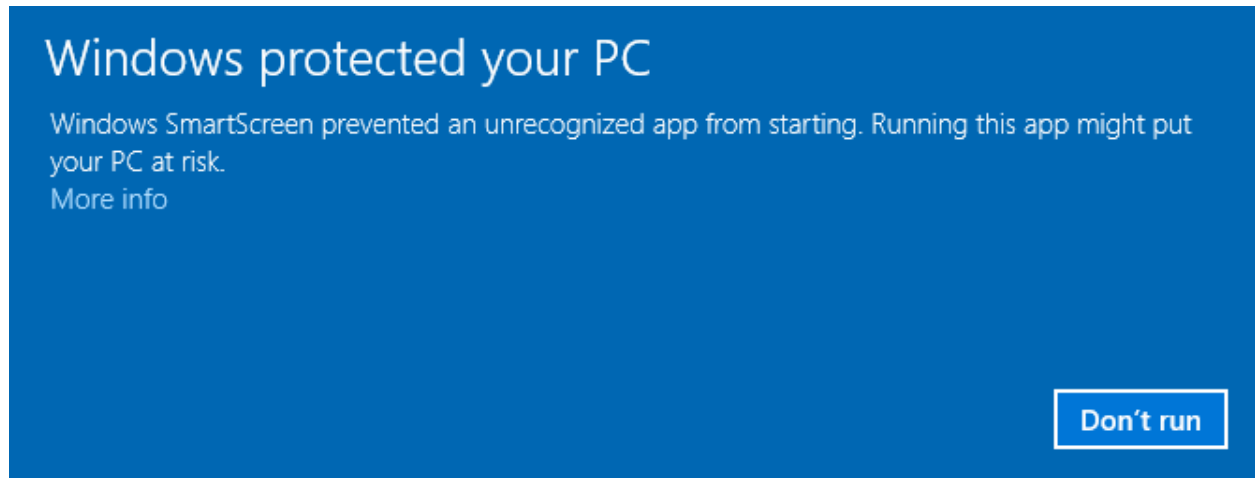 Windows protected your PC
Windows SmartScreen prevented an unrecognized app from starting. Running this app might put
your PC at risk.
More info
Don't run